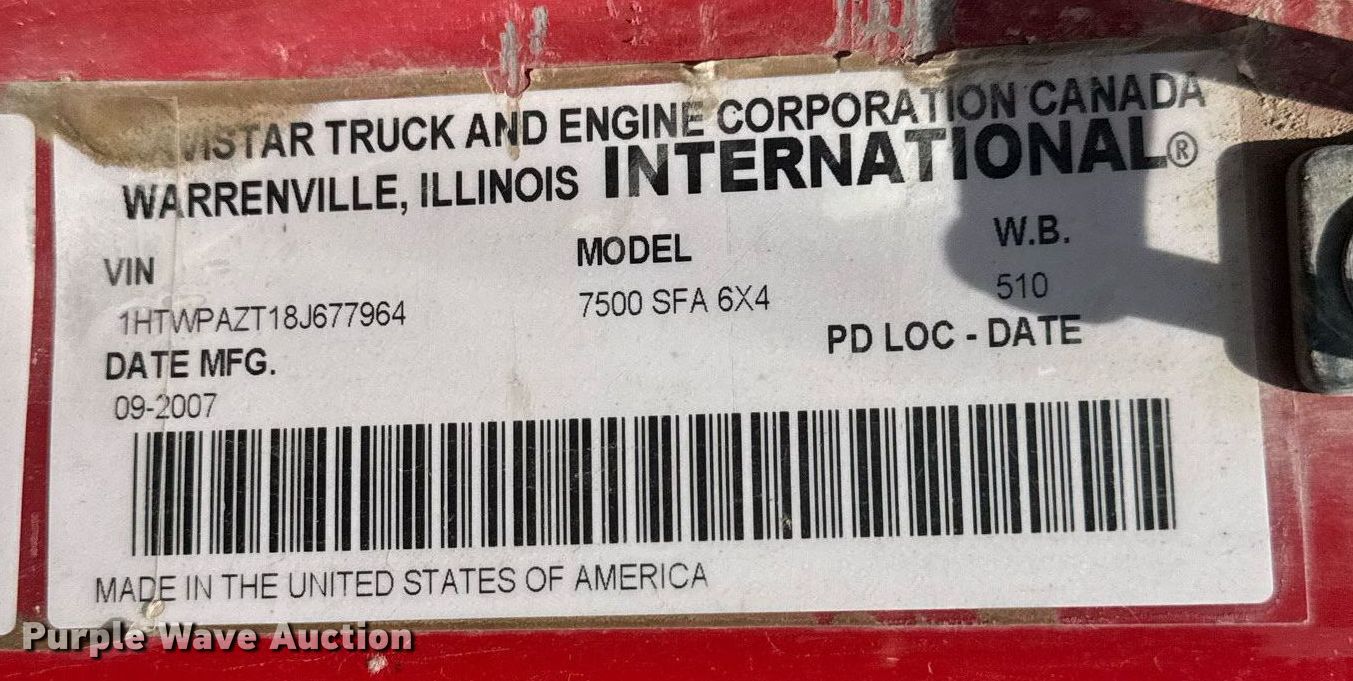 NAVISTAR TRUCK AND ENGINE CORPORATION CANADA
WARRENVILLE, ILLINOIS INTERNATIONAL®
VIN MODEL W.B.
1HTWPAZT18J677964 7500 SFA 6X4 510
DATE MFG. PD LOC - DATE
09-2007
MADE IN THE UNITED STATES OF AMERICA
Purple Wave Auction